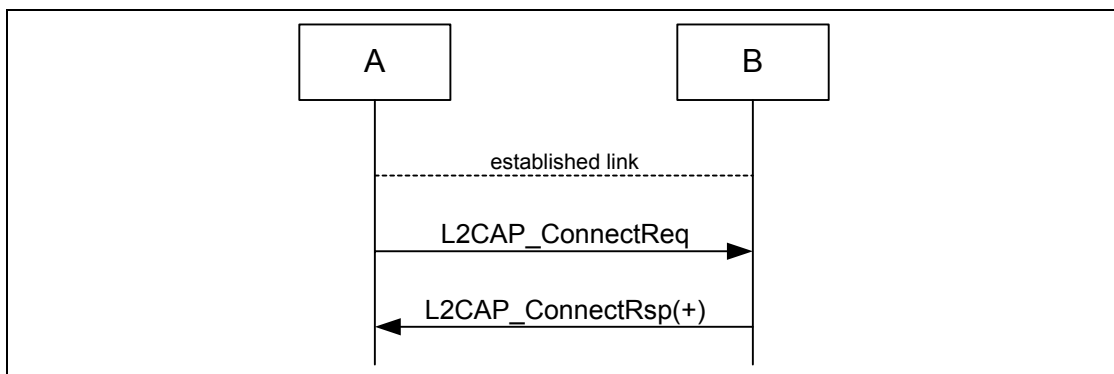 A
B
established link
L2CAP_ConnectReq
L2CAP_ConnectRsp(+)